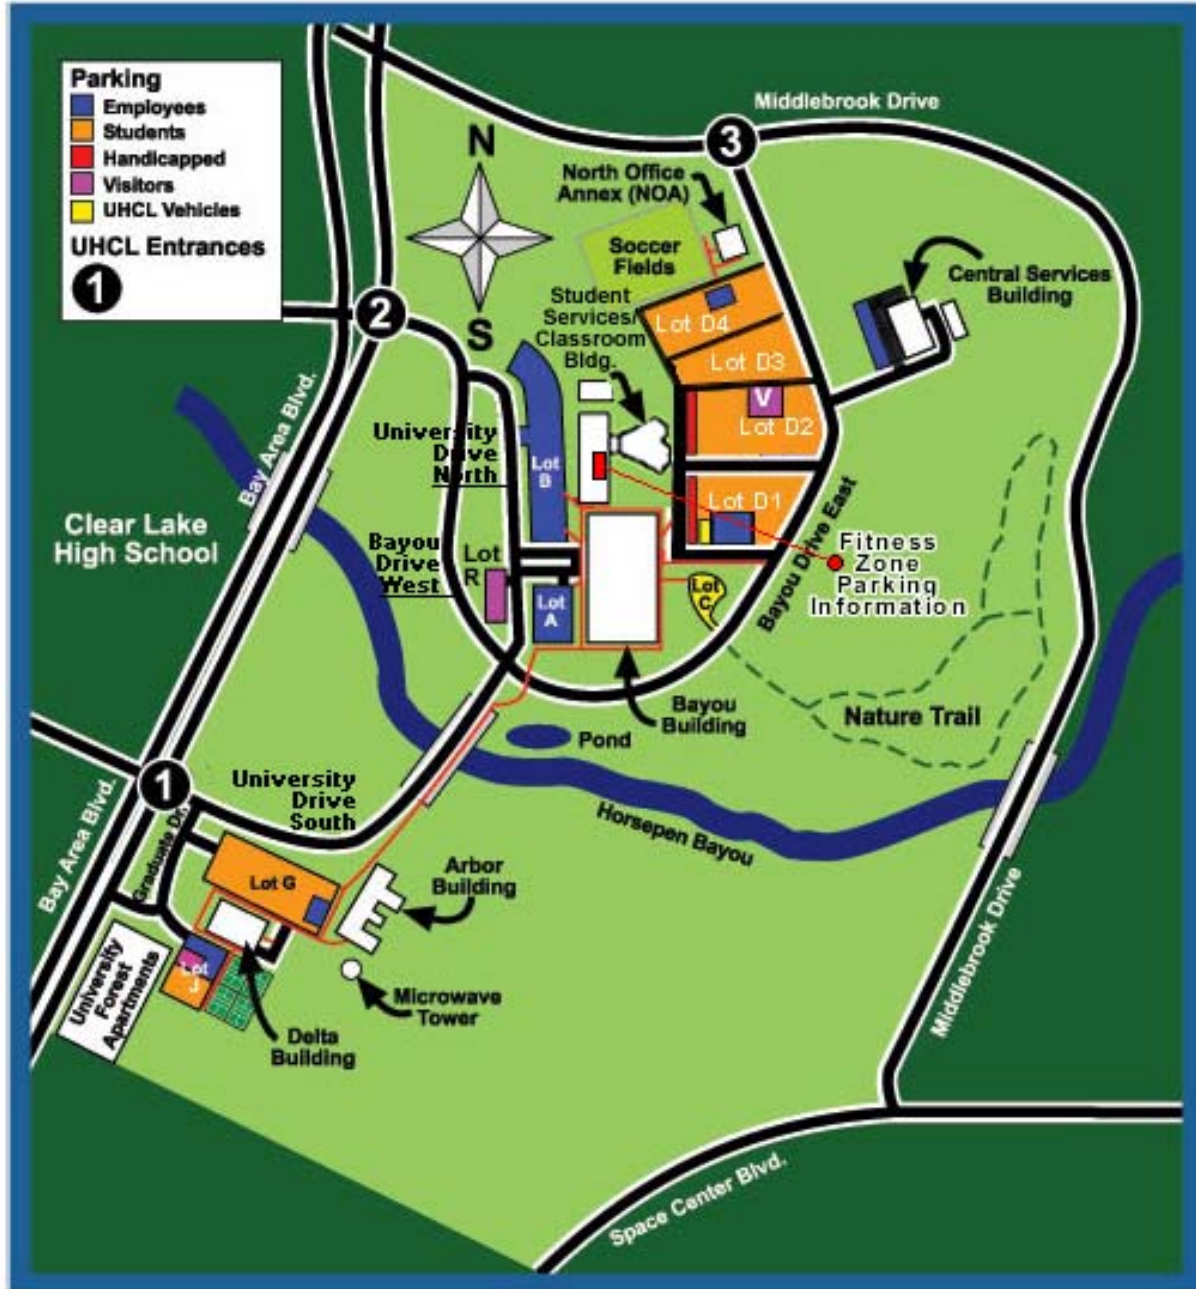 Parking
Employees
Students
Handicapped
Visitors
UHCL Vehicles
UHCL Entrances
1
N
S
2
3
Middlebrook Drive
North Office
Annex (NOA)
Soccer
Fields
Central Services
Building
Student
Services/
Classroom
Bldg.
Lot D4
Lot D3
V
Lot D2
Lot D1
Bay Area Blvd.
University
Drive
North
Lot
B
Clear Lake
High School
Bayou
Drive
West
Lot
R
Lot
A
Lot
C
Bayou Drive East
Fitness
Zone
Parking
Information
Bayou
Building
Nature Trail
Pond
Horsepen Bayou
1
University
Drive
South
Bay Area Blvd.
Graduate Dr.
Lot G
Arbor
Building
Lot
J
University
Forest
Apartments
Microwave
Tower
Delta
Building
Middlebrook Drive
Space Center Blvd.